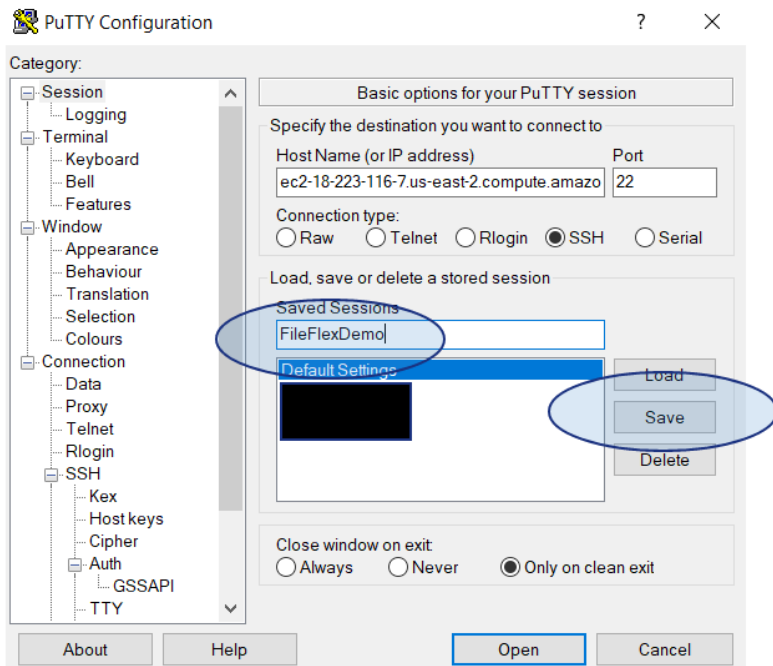 PuTTY Configuration
?
Category:
Session
Logging
Terminal
Keyboard
Bell
Features
Window
Appearance
Behaviour
Translation
Selection
Colours
Connection
Data
Proxy
Telnet
Rlogin
SSH
Kex
Host keys
Cipher
Auth
GSSAPI
TTY
Basic options for your PuTTY session
Specify the destination you want to connect to
Host Name (or IP address) Port
ec2-18-223-116-7.us-east-2.compute.amazo 22
Connection type:
Raw Telnet Rlogin SSH Serial
Load, save or delete a stored session
Saved Sessions
FileFlexDemo
Default Settings
Load
Save
Delete
Close window on exit:
Always Never Only on clean exit
About Help Open Cancel